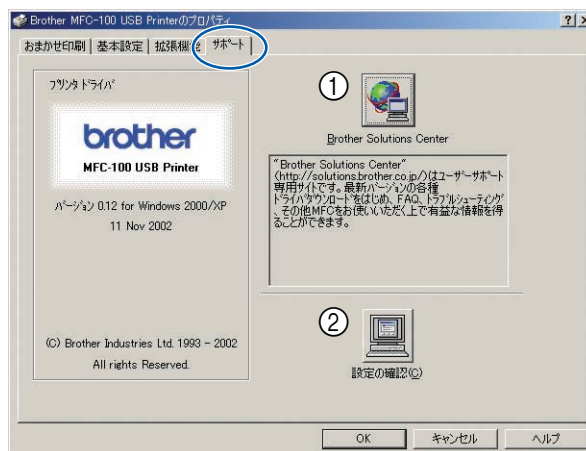 Brother MFC-100 USB Printerのプロパティ
おまかせ印刷 基本設定 拡張機能 サポート
プリンタ ドライバ
brother
MFC-100 USB Printer
バージョン 0.12 for Windows 2000/XP
11 Nov 2002
(C) Brother Industries Ltd. 1993 - 2002
All rights Reserved.
①
Brother Solutions Center
"Brother Solutions Center"
(http://solutions.brother.co.jp/)はユーザーサポート
専用サイトです。最新バージョンの各種
ドライバダウンロードをはじめ、FAQ、トラブルシューティング
、その他MFCをお使いいただく上で有益な情報を得
ることができます。
②
設定の確認(C)
OK キャンセル ヘルプ